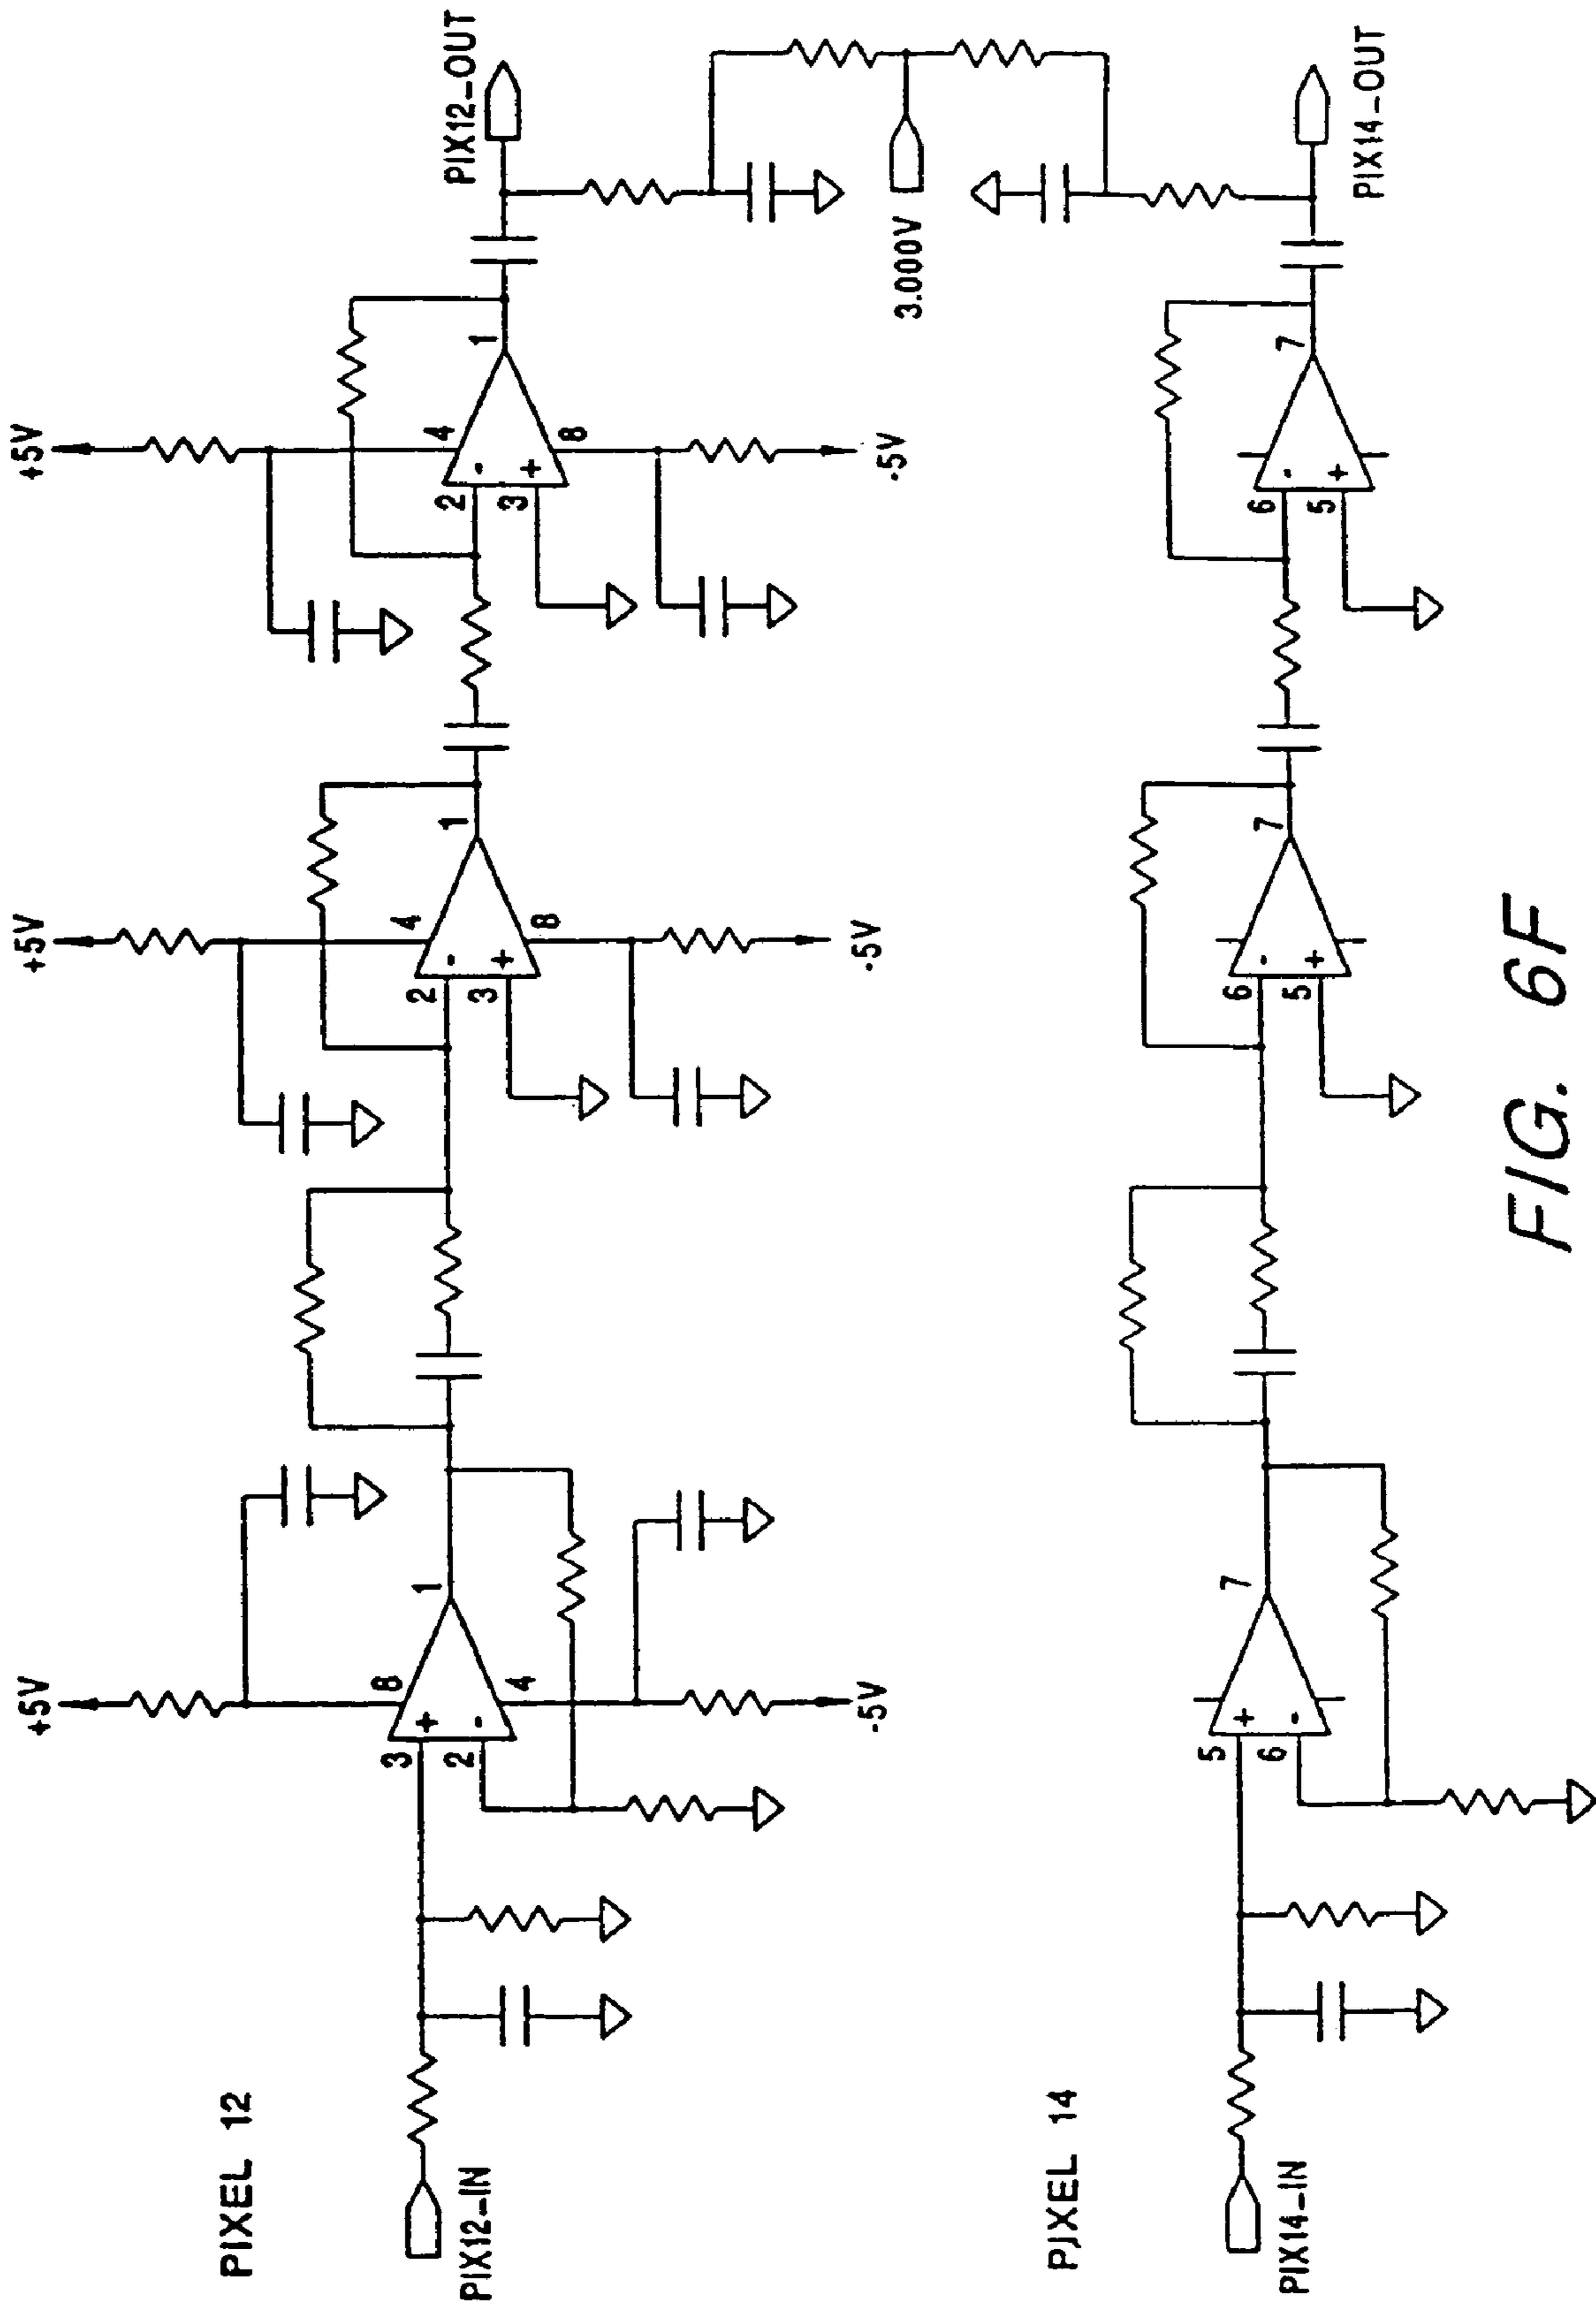 +5V
+5V
+5V
PIXEL 12
PIX12-IN
3
+
2
-
8
4
1
-5V
2
-
3
+
4
8
1
-5V
2
-
3
+
4
8
1
-5V
PIX12-OUT
3.000V
PIXEL 14
PIX14-IN
5
+
6
-
7
6
-
5
+
7
6
-
5
+
7
PIX14-OUT
FIG. 6F